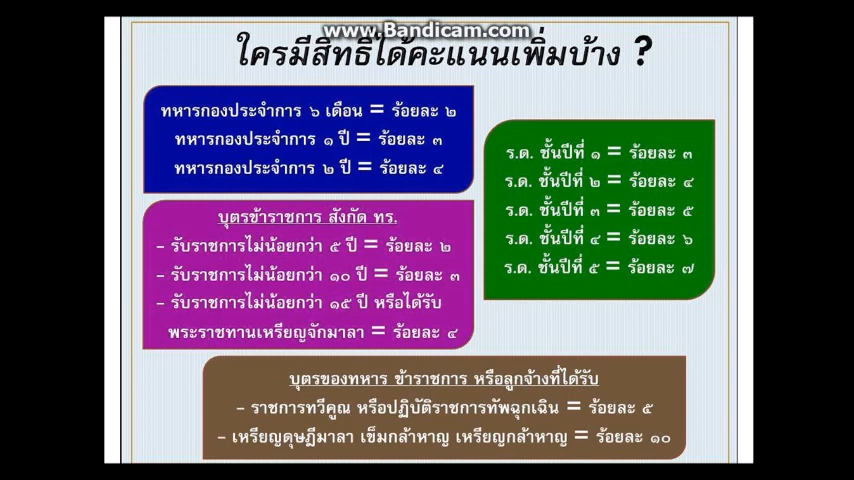 www.Bandicam.com
ใครมีสิทธิ์ได้คะแนนเพิ่มบ้าง ?
ทหารกองประจำการ ๖ เดือน = ร้อยละ ๒
ทหารกองประจำการ ๑ ปี = ร้อยละ ๓
ทหารกองประจำการ ๒ ปี = ร้อยละ ๔
ร.ด. ชั้นปีที่ ๑ = ร้อยละ ๓
ร.ด. ชั้นปีที่ ๒ = ร้อยละ ๔
ร.ด. ชั้นปีที่ ๓ = ร้อยละ ๕
ร.ด. ชั้นปีที่ ๔ = ร้อยละ ๖
ร.ด. ชั้นปีที่ ๕ = ร้อยละ ๗
บุตรข้าราชการ สังกัด ทร.
- รับราชการไม่น้อยกว่า ๕ ปี = ร้อยละ ๒
- รับราชการไม่น้อยกว่า ๑๐ ปี = ร้อยละ ๓
- รับราชการไม่น้อยกว่า ๑๕ ปี หรือได้รับ
พระราชทานเหรียญจักมาลา = ร้อยละ ๔
บุตรของทหาร ข้าราชการ หรือลูกจ้างที่ได้รับ
- ราชการทวีคูณ หรือปฏิบัติราชการทัพฉุกเฉิน = ร้อยละ ๕
- เหรียญดุษฎีมาลา เข็มกล้าหาญ เหรียญกล้าหาญ = ร้อยละ ๑๐